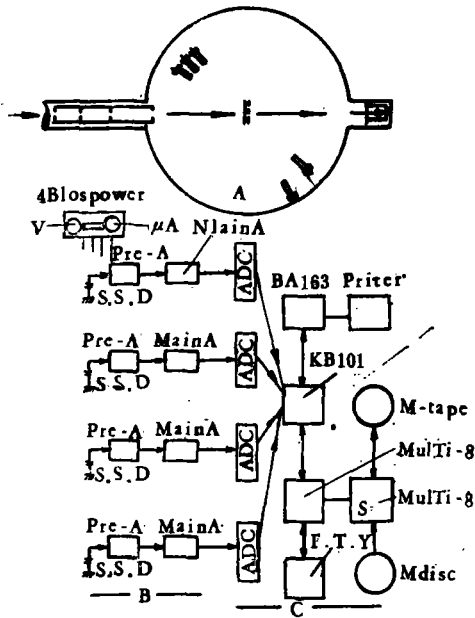 A
4Blospower
V
μA
Pre-A NlainA ADC
S.S.D
BA163 Priter
Pre-A MainA ADC
S.S.D
KB101
M-tape
Pre-A MainA ADC
S.S.D
MulTi-8
S MulTi-8
Pre-A MainA ADC
S.S.D
F.T.Y
Mdisc
B
C